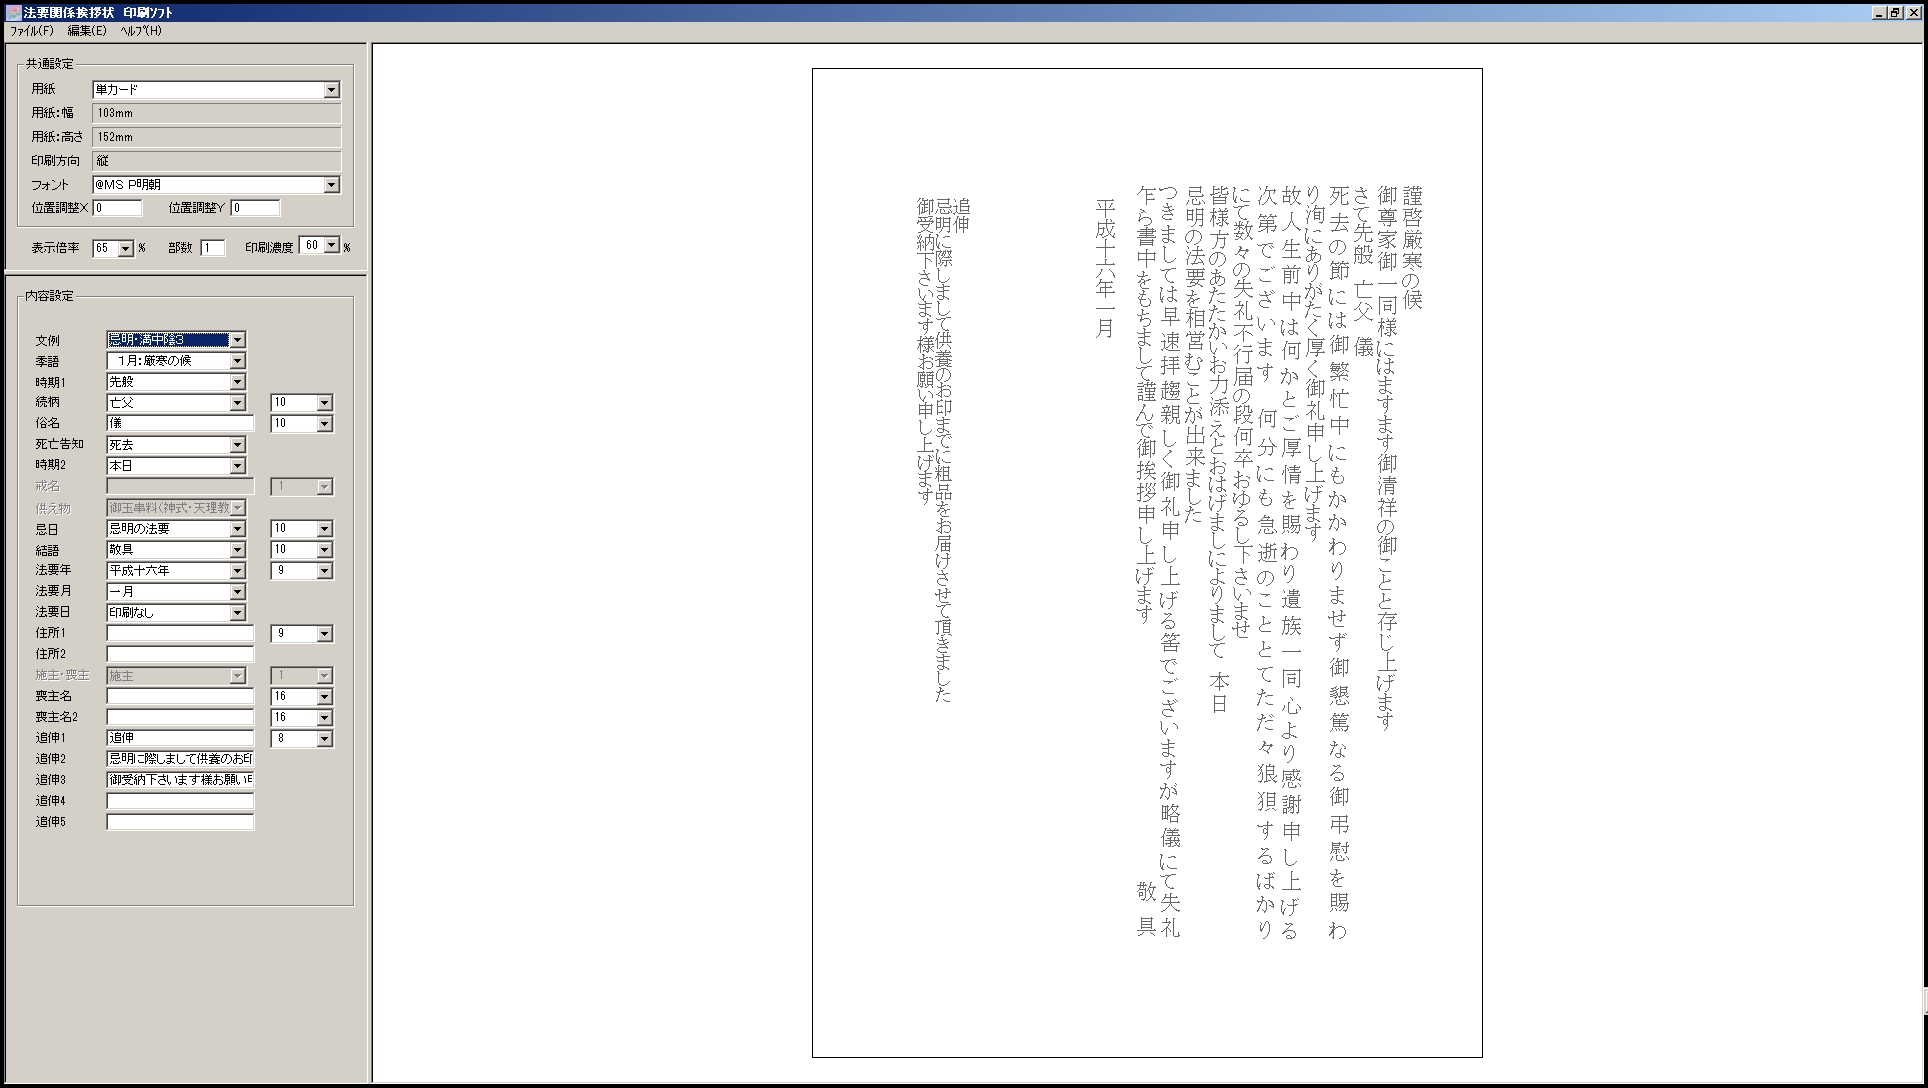 法要関係挨拶状 印刷ソフト
ファイル(F) 編集(E) ヘルプ(H)
共通設定
用紙 単カード
用紙:幅 103mm
用紙:高さ 152mm
印刷方向 縦
フォント @MS P明朝
位置調整X 0 位置調整Y 0
表示倍率 65 % 部数 1 印刷濃度 60 %
内容設定
文例 忌明・満中陰3
季語 1月:厳寒の候
時期1 先般
続柄 亡父 10
俗名 儀 10
死亡告知 死去
時期2 本日
戒名 1
供え物 御玉串料(神式・天理教
忌日 忌明の法要 10
結語 敬具 10
法要年 平成十六年 9
法要月 一月
法要日 印刷なし
住所1 9
住所2
施主・喪主 施主 1
喪主名 16
喪主名2 16
追伸1 追伸 8
追伸2 忌明に際しまして供養のお印
追伸3 御受納下さいます様お願い
追伸4
追伸5
謹啓厳寒の候
御尊家御一同様にはますます御清祥の御ことと存じ上げます
さて先般 亡父 儀
死去の節には御繁忙中にもかかわりませず御懇篤なる御弔慰を賜わ
り洵にありがたく厚く御礼申し上げます
故人生前中は何かとご厚情を賜わり遺族一同心より感謝申し上げる
次第でございます 何分にも急逝のこととてただ々狼狽するばかり
にて数々の失礼不行届の段何卒おゆるし下さいませ
皆様方のあたたかいお力添えとおはげましによりまして 本日
忌明の法要を相営むことが出来ました
つきましては早速拝趨親しく御礼申し上げる筈でございますが略儀にて失礼
乍ら書中をもちまして謹んで御挨拶申し上げます 敬具
平成十六年一月
追伸
忌明に際しまして供養のお印までに粗品をお届けさせて頂きました
御受納下さいます様お願い申し上げます